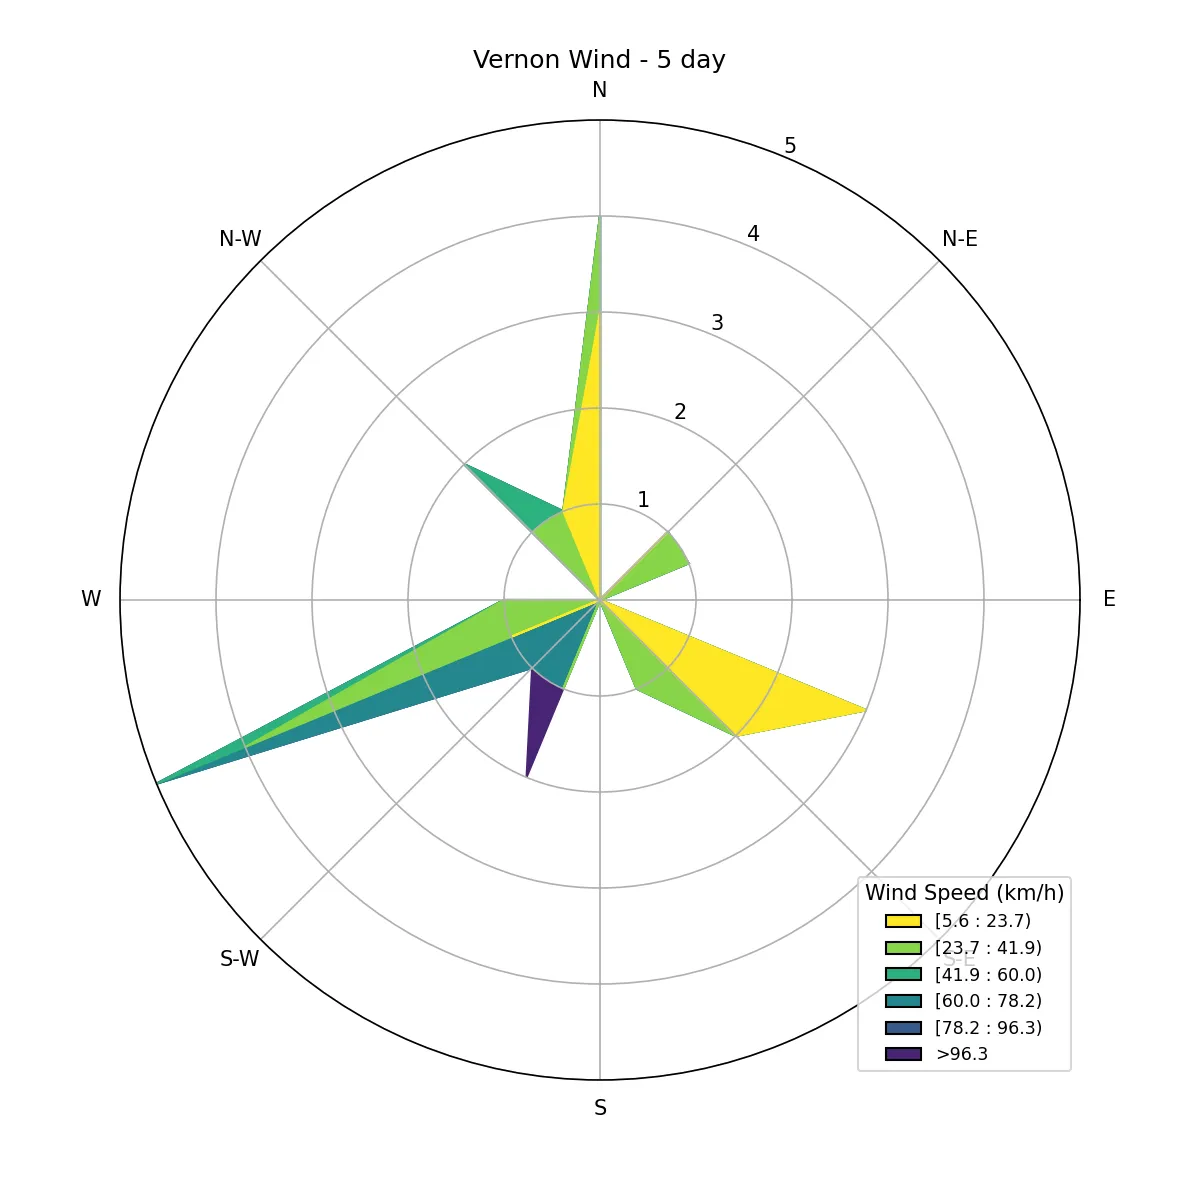 Vernon Wind - 5 day
N
5
N-W
4
N-E
3
2
1
W
E
Wind Speed (km/h)
[5.6 : 23.7)
[23.7 : 41.9)
S-W
S-E
[41.9 : 60.0)
[60.0 : 78.2)
[78.2 : 96.3)
>96.3
S